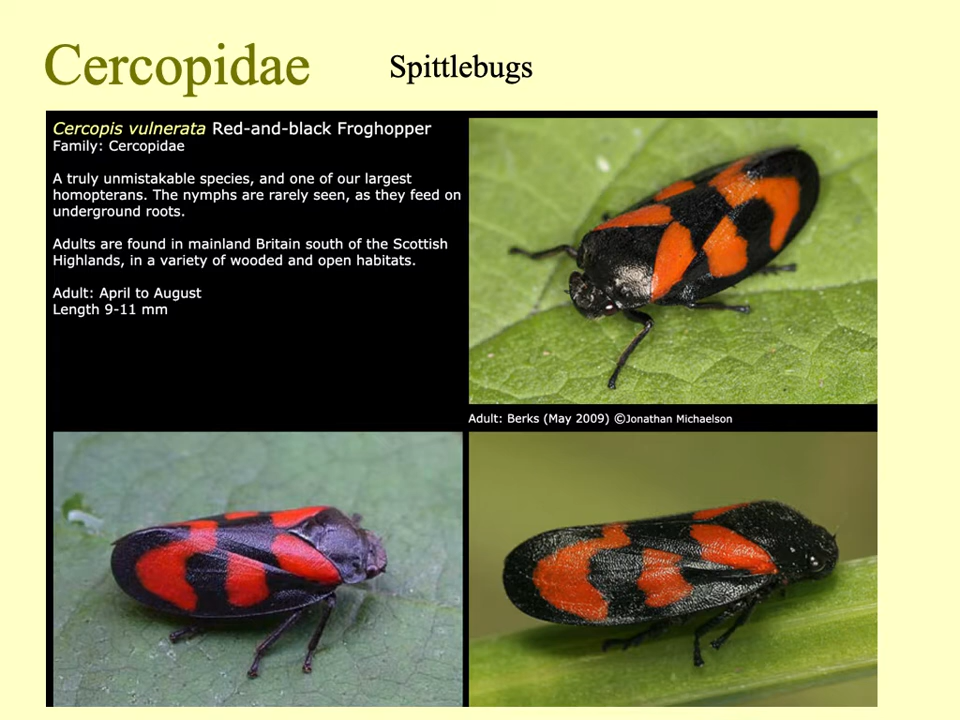 Cercopidae
Spittlebugs
Cercopis vulnerata Red-and-black Froghopper
Family: Cercopidae
A truly unmistakable species, and one of our largest
homopterans. The nymphs are rarely seen, as they feed on
underground roots.
Adults are found in mainland Britain south of the Scottish
Highlands, in a variety of wooded and open habitats.
Adult: April to August
Length 9-11 mm
Adult: Berks (May 2009) ©Jonathan Michaelson